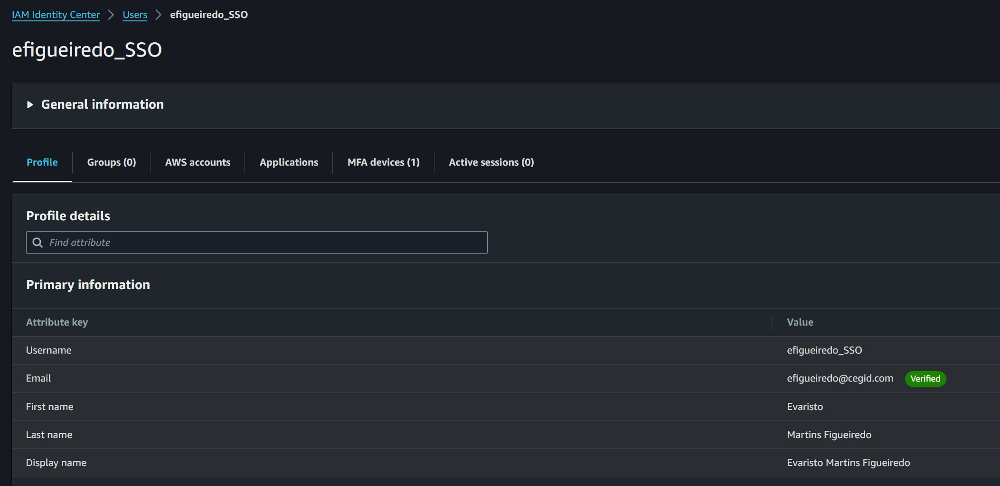 IAM Identity Center > Users > efigueiredo_SSO
efigueiredo_SSO
General information
Profile Groups (0) AWS accounts Applications MFA devices (1) Active sessions (0)
Profile details
Find attribute
Primary information
Attribute key Value
Username efigueiredo_SSO
Email efigueiredo@cegid.com Verified
First name Evaristo
Last name Martins Figueiredo
Display name Evaristo Martins Figueiredo